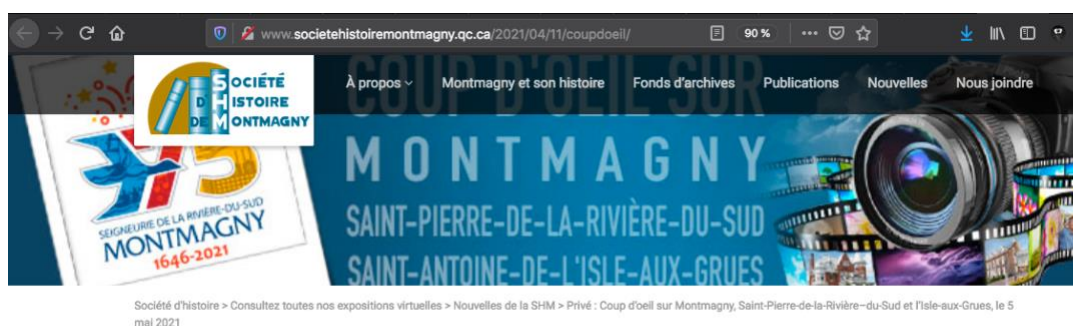 www.societehistoiremontmagny.qc.ca/2021/04/11/coupdoeil/ 90 %
SOCIÉTÉ
D'HISTOIRE
DE MONTMAGNY
À propos Montmagny et son histoire Fonds d'archives Publications Nouvelles Nous joindre
COUP D'OEIL SUR
MONTMAGNY
SAINT-PIERRE-DE-LA-RIVIÈRE-DU-SUD
SAINT-ANTOINE-DE-L'ISLE-AUX-GRUES
375
SEIGNEURIE DE LA RIVIÈRE-DU-SUD
MONTMAGNY
1646-2021
Société d'histoire > Consultez toutes nos expositions virtuelles > Nouvelles de la SHM > Privé : Coup d'oeil sur Montmagny, Saint-Pierre-de-la-Rivière–du-Sud et l'Isle-aux-Grues, le 5
mai 2021